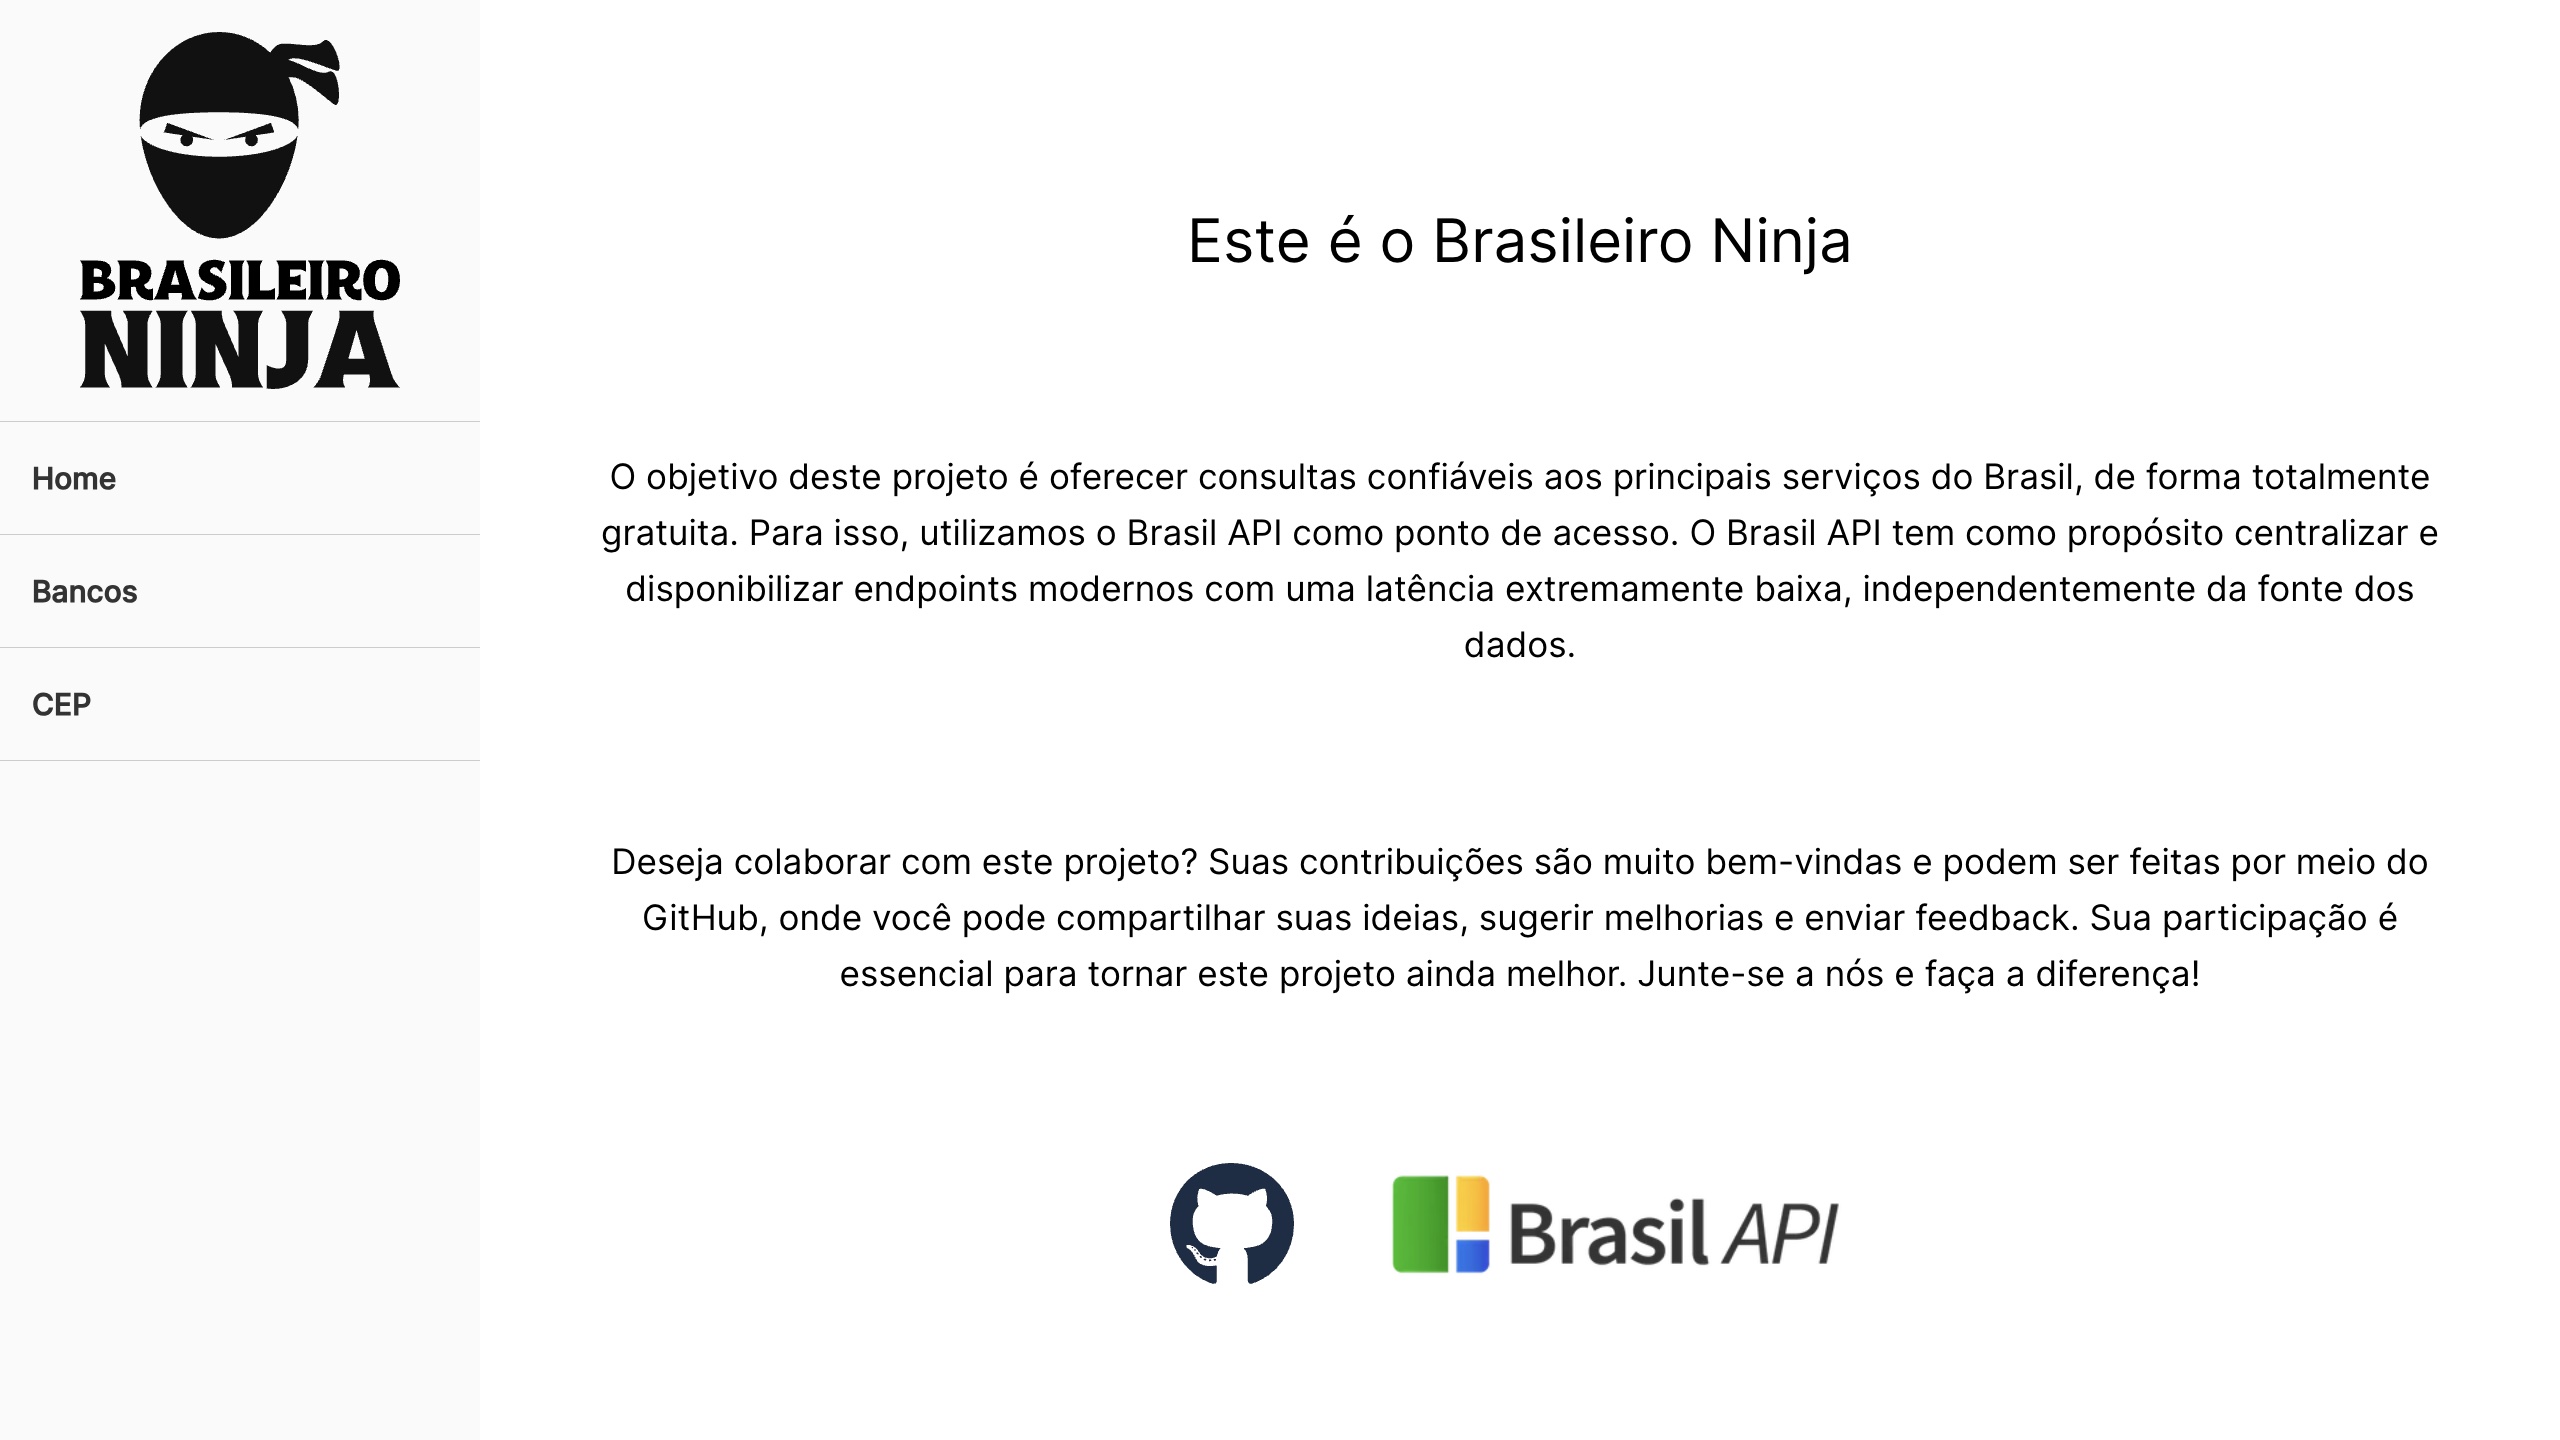 BRASILEIRO
NINJA
Home
Bancos
CEP
Este é o Brasileiro Ninja
O objetivo deste projeto é oferecer consultas confiáveis aos principais serviços do Brasil, de forma totalmente
gratuita. Para isso, utilizamos o Brasil API como ponto de acesso. O Brasil API tem como propósito centralizar e
disponibilizar endpoints modernos com uma latência extremamente baixa, independentemente da fonte dos
dados.
Deseja colaborar com este projeto? Suas contribuições são muito bem-vindas e podem ser feitas por meio do
GitHub, onde você pode compartilhar suas ideias, sugerir melhorias e enviar feedback. Sua participação é
essencial para tornar este projeto ainda melhor. Junte-se a nós e faça a diferença!
Brasil API